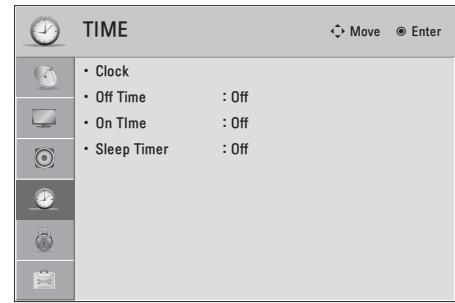 TIME
Move Enter
• Clock
• Off Time : Off
• On TIme : Off
• Sleep Timer : Off